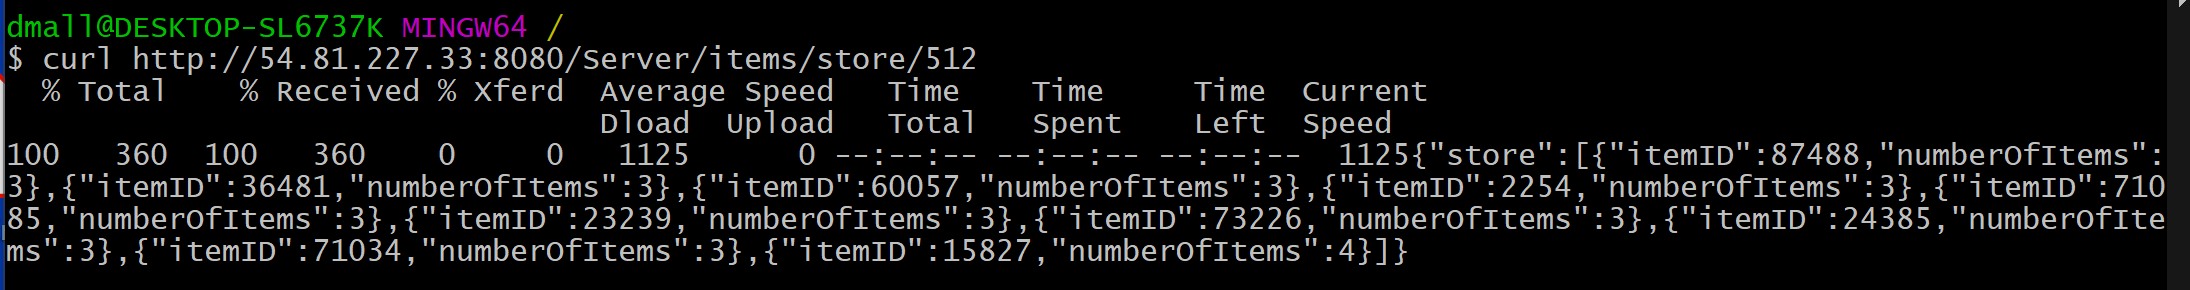 dmall@DESKTOP-SL6737K MINGW64 /
$ curl http://54.81.227.33:8080/Server/items/store/512
  % Total    % Received % Xferd  Average Speed   Time    Time     Time  Current
                                 Dload  Upload   Total   Spent    Left  Speed
100   360  100   360    0     0   1125      0 --:--:-- --:--:-- --:--:--  1125{"store":[{"itemID":87488,"numberOfItems":
3},{"itemID":36481,"numberOfItems":3},{"itemID":60057,"numberOfItems":3},{"itemID":2254,"numberOfItems":3},{"itemID":710
85,"numberOfItems":3},{"itemID":23239,"numberOfItems":3},{"itemID":73226,"numberOfItems":3},{"itemID":24385,"numberOfIte
ms":3},{"itemID":71034,"numberOfItems":3},{"itemID":15827,"numberOfItems":4}]}